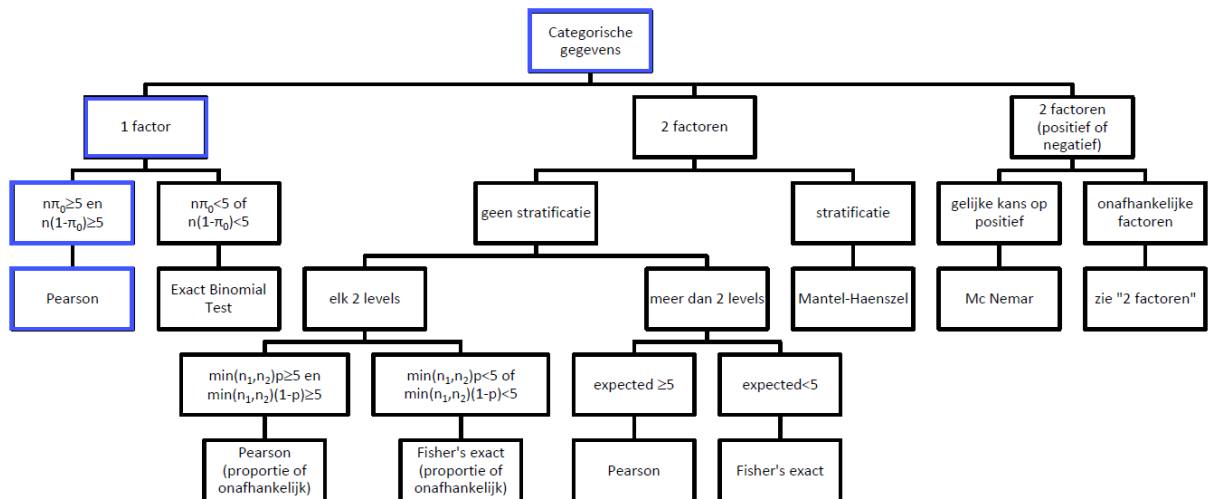 Categorische
gegevens
1 factor
2 factoren
2 factoren
(positief of
negatief)
nπ₀≥5 en
n(1-π₀)≥5
nπ₀<5 of
n(1-π₀)<5
geen stratificatie
stratificatie
gelijke kans op
positief
onafhankelijke
factoren
Pearson
Exact Binomial
Test
elk 2 levels
meer dan 2 levels
Mantel-Haenszel
Mc Nemar
zie "2 factoren"
min(n₁,n₂)p≥5 en
min(n₁,n₂)(1-p)≥5
min(n₁,n₂)p<5 of
min(n₁,n₂)(1-p)<5
expected ≥5
expected<5
Pearson
(proportie of
onafhankelijk)
Fisher's exact
(proportie of
onafhankelijk)
Pearson
Fisher's exact